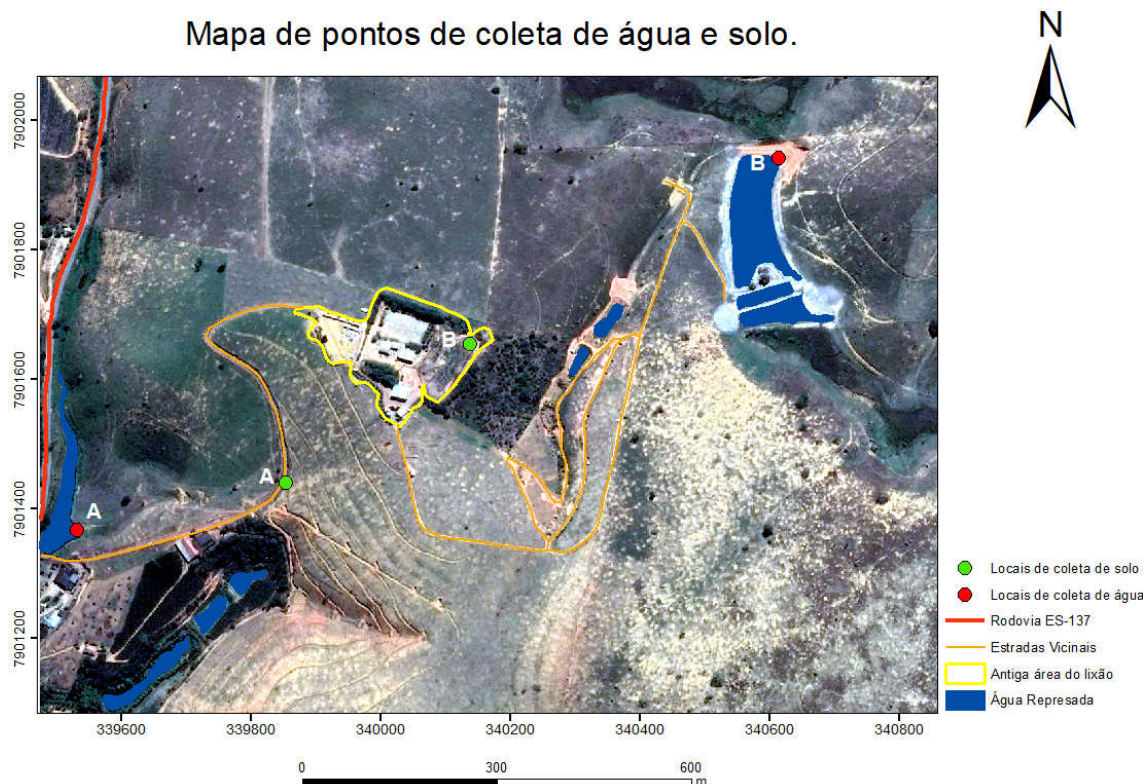 Mapa de pontos de coleta de água e solo.
N
7902000
7901800
7901600
7901400
7901200
B
B
A
A
Locais de coleta de solo
Locais de coleta de água
Rodovia ES-137
Estradas Vicinais
Antiga área do lixão
Água Represada
339600 339800 340000 340200 340400 340600 340800
0 300 600
m